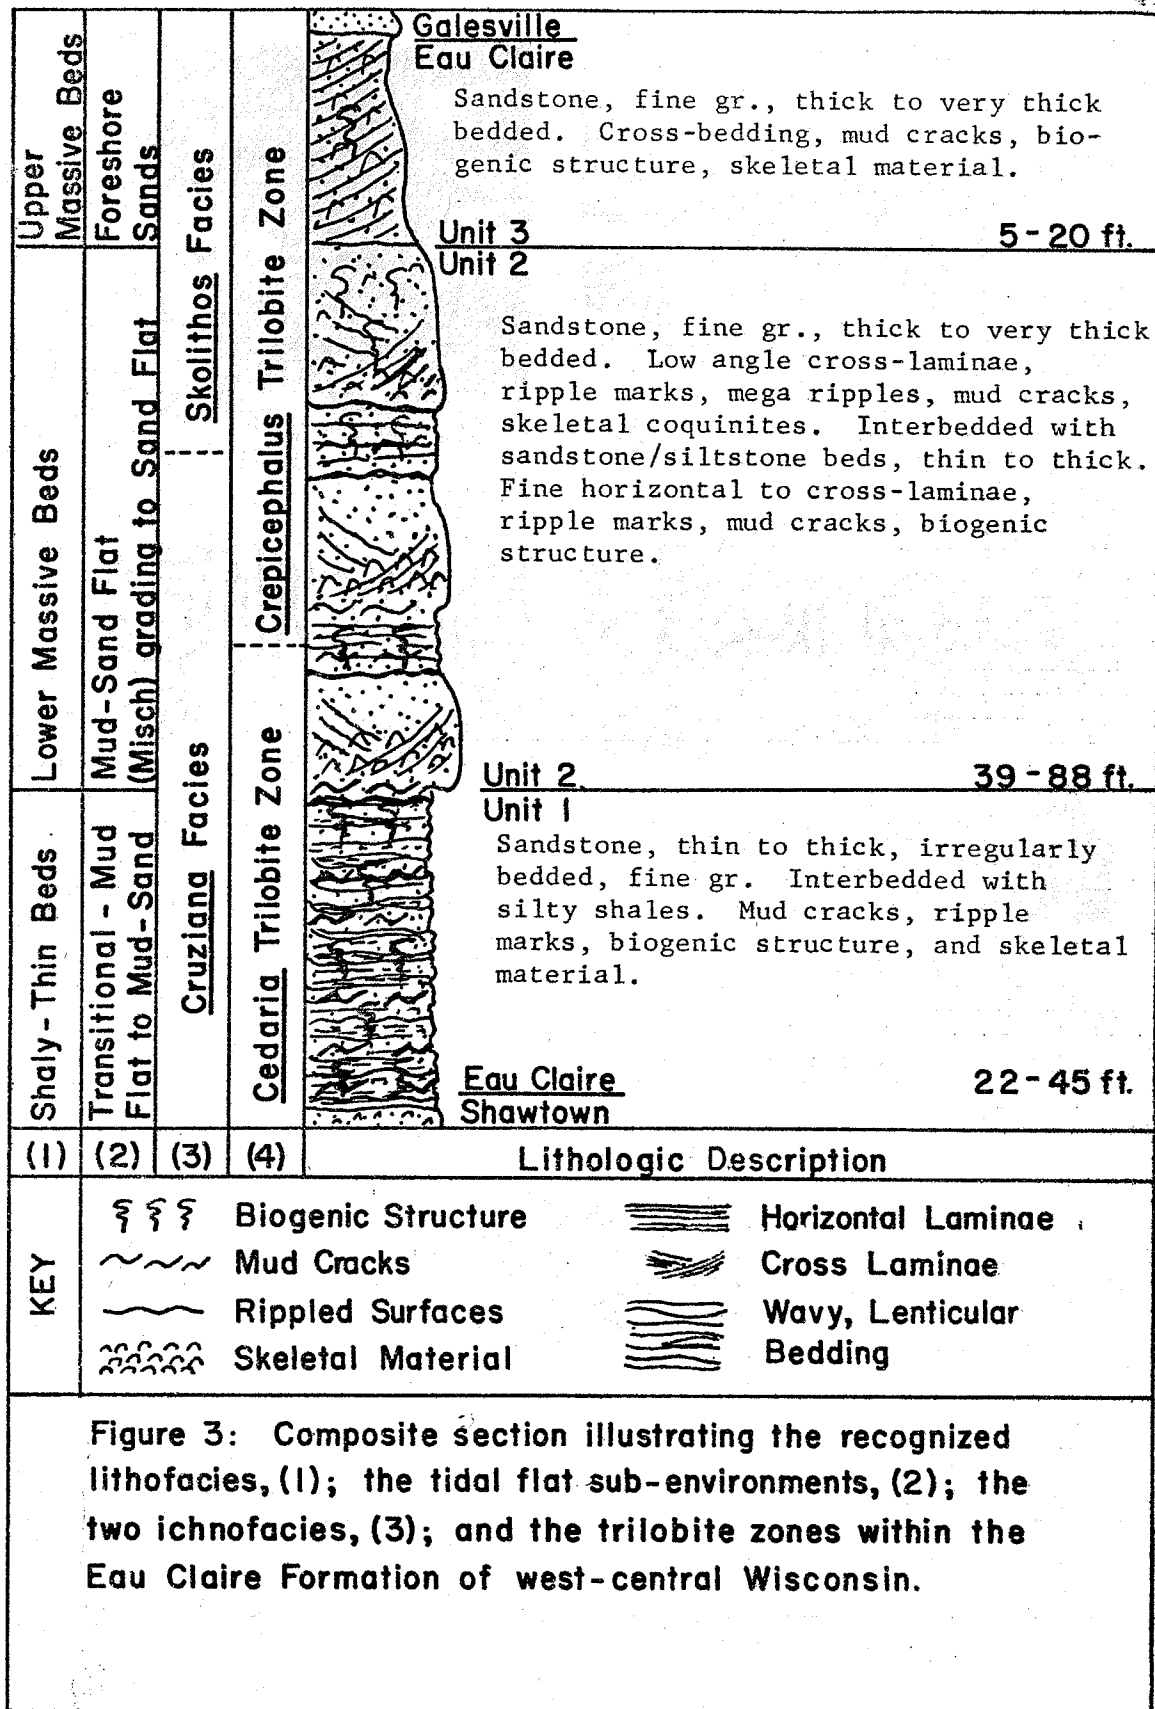 Galesville
Eau Claire
Sandstone, fine gr., thick to very thick
bedded. Cross-bedding, mud cracks, bio-
genic structure, skeletal material.
Unit 3 5-20 ft.
Unit 2
Sandstone, fine gr., thick to very thick
bedded. Low angle cross-laminae,
ripple marks, mega ripples, mud cracks,
skeletal coquinites. Interbedded with
sandstone/siltstone beds, thin to thick.
Fine horizontal to cross-laminae,
ripple marks, mud cracks, biogenic
structure.
Unit 2 39-88 ft.
Unit 1
Sandstone, thin to thick, irregularly
bedded, fine gr. Interbedded with
silty shales. Mud cracks, ripple
marks, biogenic structure, and skeletal
material.
Eau Claire 22-45 ft.
Shawtown
Upper
Massive Beds
Lower Massive Beds
Shaly-Thin Beds
Foreshore
Sands
Mud-Sand Flat
(Misch) grading to Sand Flat
Transitional - Mud
Flat to Mud-Sand
Skolithos Facies
Cruziana Facies
Crepicephalus Trilobite Zone
Cedaria Trilobite Zone
(1) (2) (3) (4) Lithologic Description
KEY
Biogenic Structure
Mud Cracks
Rippled Surfaces
Skeletal Material
Horizontal Laminae
Cross Laminae
Wavy, Lenticular
Bedding
Figure 3: Composite section illustrating the recognized
lithofacies, (1); the tidal flat sub-environments, (2); the
two ichnofacies, (3); and the trilobite zones within the
Eau Claire Formation of west-central Wisconsin.